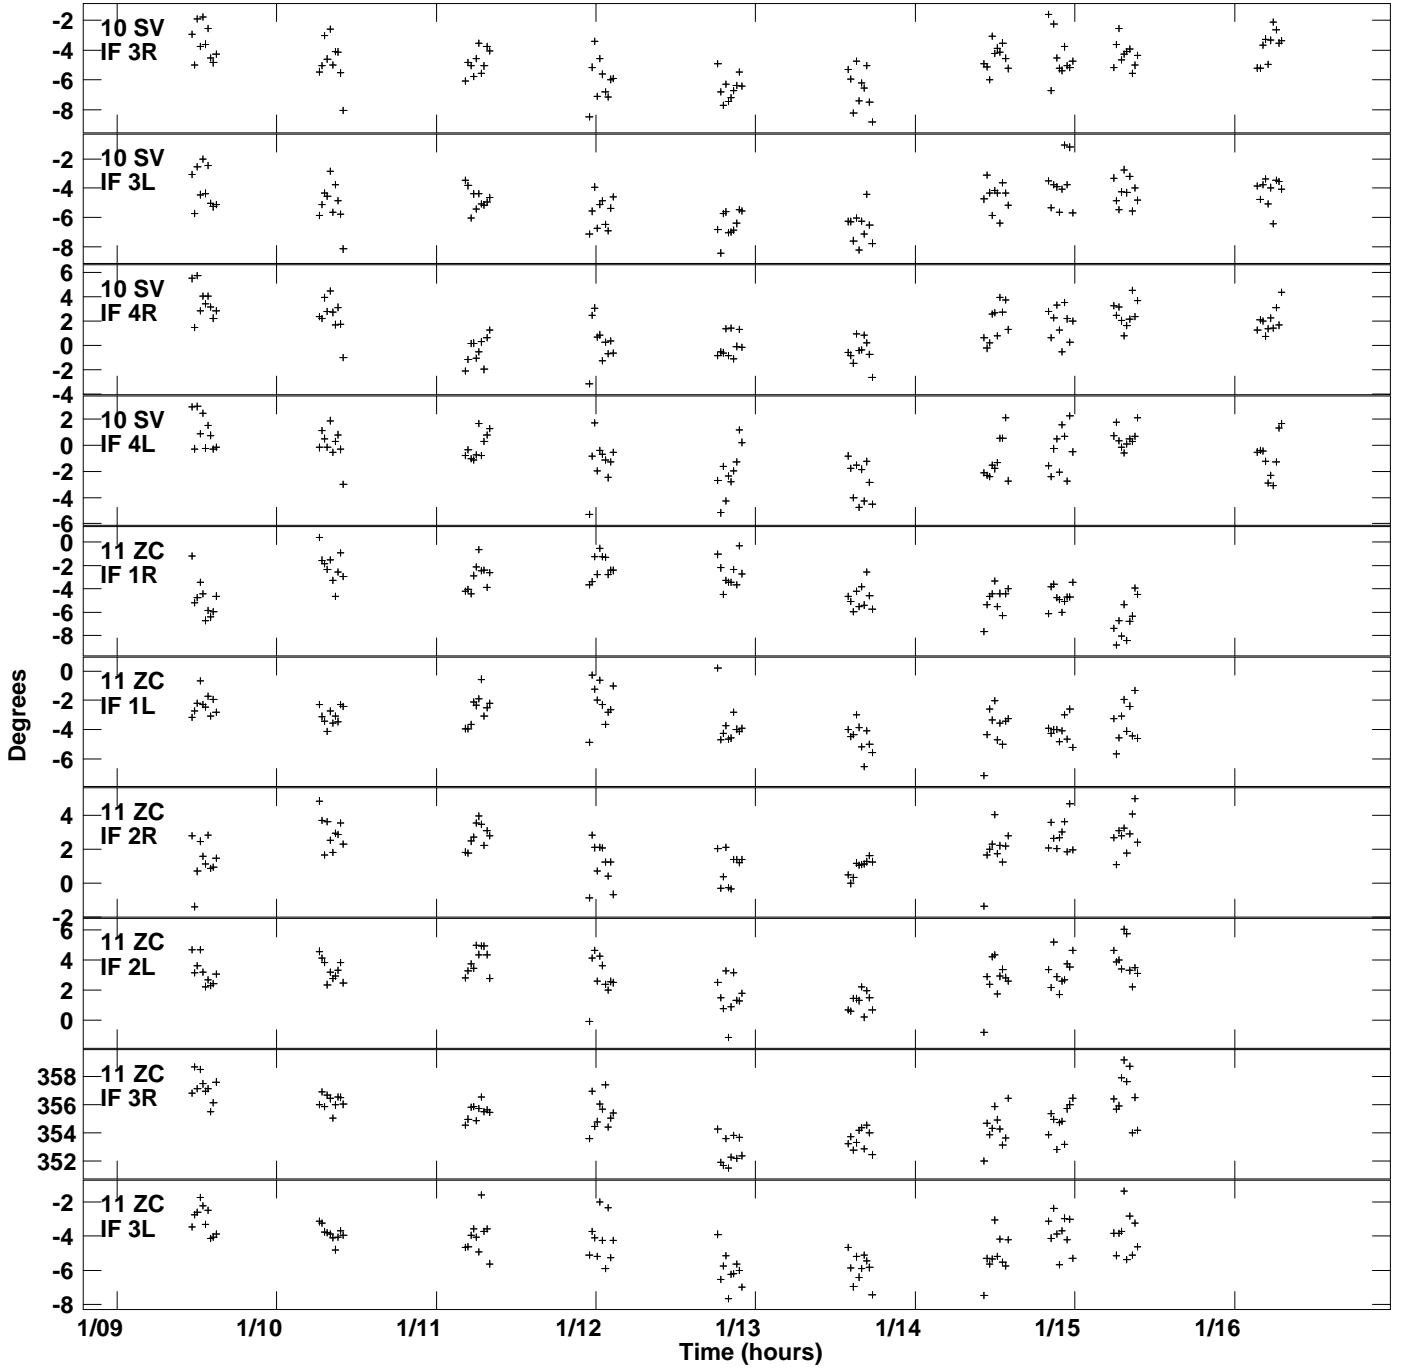 10 SV
IF 3R
-2
-4
-6
-8
10 SV
IF 3L
-2
-4
-6
-8
10 SV
IF 4R
6
4
2
0
-2
-4
10 SV
IF 4L
2
0
-2
-4
-6
11 ZC
IF 1R
0
-2
-4
-6
-8
11 ZC
IF 1L
0
-2
-4
-6
11 ZC
IF 2R
4
2
0
-2
11 ZC
IF 2L
6
4
2
0
11 ZC
IF 3R
358
356
354
352
11 ZC
IF 3L
-2
-4
-6
-8
Degrees
1/09 1/10 1/11 1/12 1/13 1/14 1/15 1/16
Time (hours)